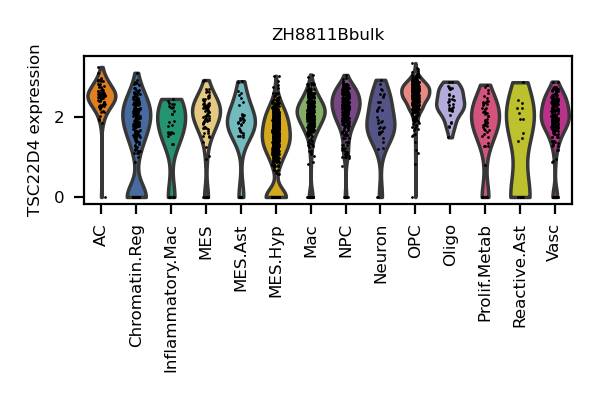 ZH8811Bbulk
TSC22D4 expression
2
0
AC
Chromatin.Reg
Inflammatory.Mac
MES
MES.Ast
MES.Hyp
Mac
NPC
Neuron
OPC
Oligo
Prolif.Metab
Reactive.Ast
Vasc